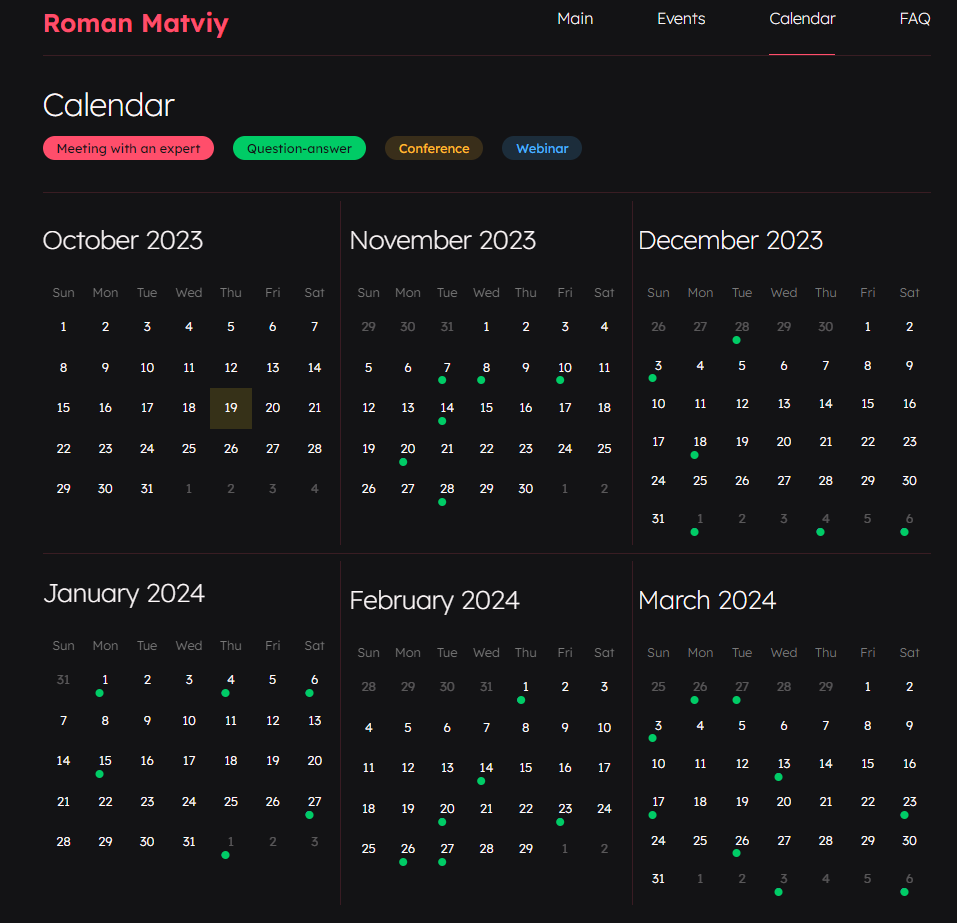 Roman Matviy
Main Events Calendar FAQ
Calendar
Meeting with an expert Question-answer Conference Webinar
October 2023
Sun Mon Tue Wed Thu Fri Sat
1 2 3 4 5 6 7
8 9 10 11 12 13 14
15 16 17 18 19 20 21
22 23 24 25 26 27 28
29 30 31 1 2 3 4
November 2023
Sun Mon Tue Wed Thu Fri Sat
29 30 31 1 2 3 4
5 6 7 8 9 10 11
12 13 14 15 16 17 18
19 20 21 22 23 24 25
26 27 28 29 30 1 2
December 2023
Sun Mon Tue Wed Thu Fri Sat
26 27 28 29 30 1 2
3 4 5 6 7 8 9
10 11 12 13 14 15 16
17 18 19 20 21 22 23
24 25 26 27 28 29 30
31 1 2 3 4 5 6
January 2024
Sun Mon Tue Wed Thu Fri Sat
31 1 2 3 4 5 6
7 8 9 10 11 12 13
14 15 16 17 18 19 20
21 22 23 24 25 26 27
28 29 30 31 1 2 3
February 2024
Sun Mon Tue Wed Thu Fri Sat
28 29 30 31 1 2 3
4 5 6 7 8 9 10
11 12 13 14 15 16 17
18 19 20 21 22 23 24
25 26 27 28 29 1 2
March 2024
Sun Mon Tue Wed Thu Fri Sat
25 26 27 28 29 1 2
3 4 5 6 7 8 9
10 11 12 13 14 15 16
17 18 19 20 21 22 23
24 25 26 27 28 29 30
31 1 2 3 4 5 6